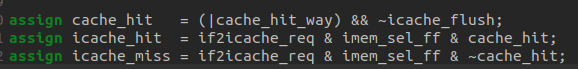 assign cache_hit   = (|cache_hit_way) && ~icache_flush;
assign icache_hit  = if2icache_req & imem_sel_ff & cache_hit;
assign icache_miss = if2icache_req & imem_sel_ff & ~cache_hit;